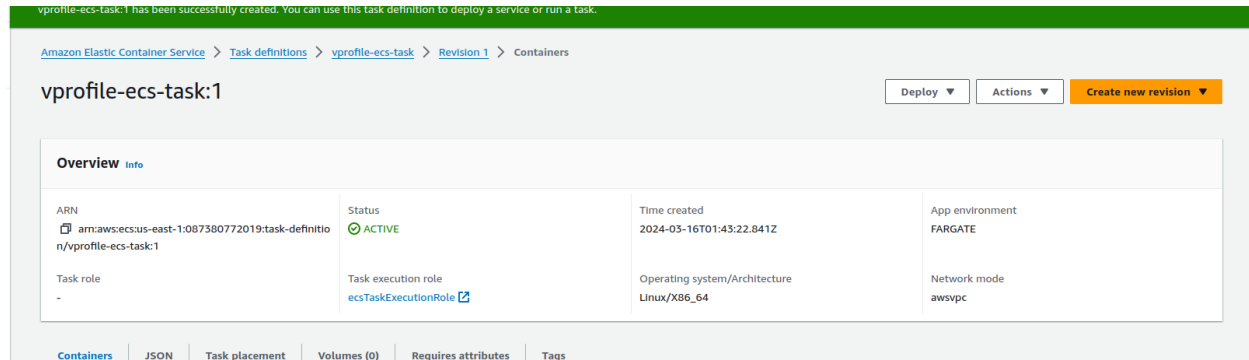 vprofile-ecs-task:1 has been successfully created. You can use this task definition to deploy a service or run a task.
Amazon Elastic Container Service > Task definitions > vprofile-ecs-task > Revision 1 > Containers
vprofile-ecs-task:1
Deploy ▼ Actions ▼ Create new revision ▼
Overview Info
ARN Status Time created App environment
arn:aws:ecs:us-east-1:087380772019:task-definitio ACTIVE 2024-03-16T01:43:22.841Z FARGATE
n/vprofile-ecs-task:1
Task role Task execution role Operating system/Architecture Network mode
- ecsTaskExecutionRole Linux/X86_64 awsvpc
Containers JSON Task placement Volumes (0) Requires attributes Tags